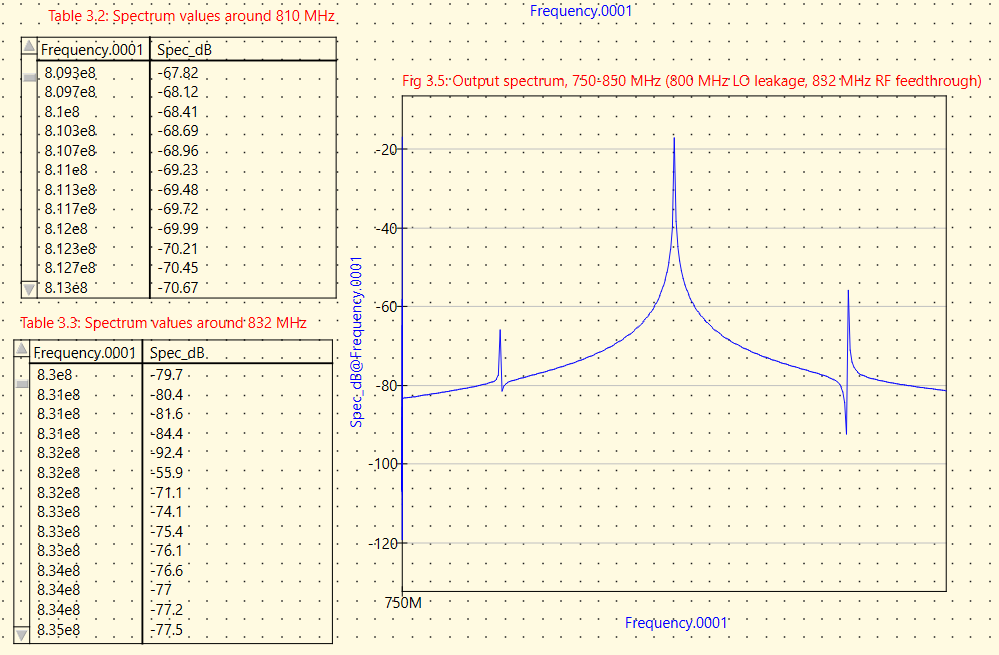 Table 3.2: Spectrum values around 810 MHz
Frequency.0001 Spec_dB
8.093e8 -67.82
8.097e8 -68.12
8.1e8 -68.41
8.103e8 -68.69
8.107e8 -68.96
8.11e8 -69.23
8.113e8 -69.48
8.117e8 -69.72
8.12e8 -69.99
8.123e8 -70.21
8.127e8 -70.45
8.13e8 -70.67
Table 3.3: Spectrum values around 832 MHz
Frequency.0001 Spec_dB
8.3e8 -79.7
8.31e8 -80.4
8.31e8 -81.6
8.31e8 -84.4
8.32e8 -92.4
8.32e8 -55.9
8.32e8 -71.1
8.33e8 -74.1
8.33e8 -75.4
8.33e8 -76.1
8.34e8 -76.6
8.34e8 -77
8.34e8 -77.2
8.35e8 -77.5
Frequency.0001
Fig 3.5: Output spectrum, 750-850 MHz (800 MHz LO leakage, 832 MHz RF feedthrough)
Spec_dB@Frequency.0001
-20
-40
-60
-80
-100
-120
750M
Frequency.0001